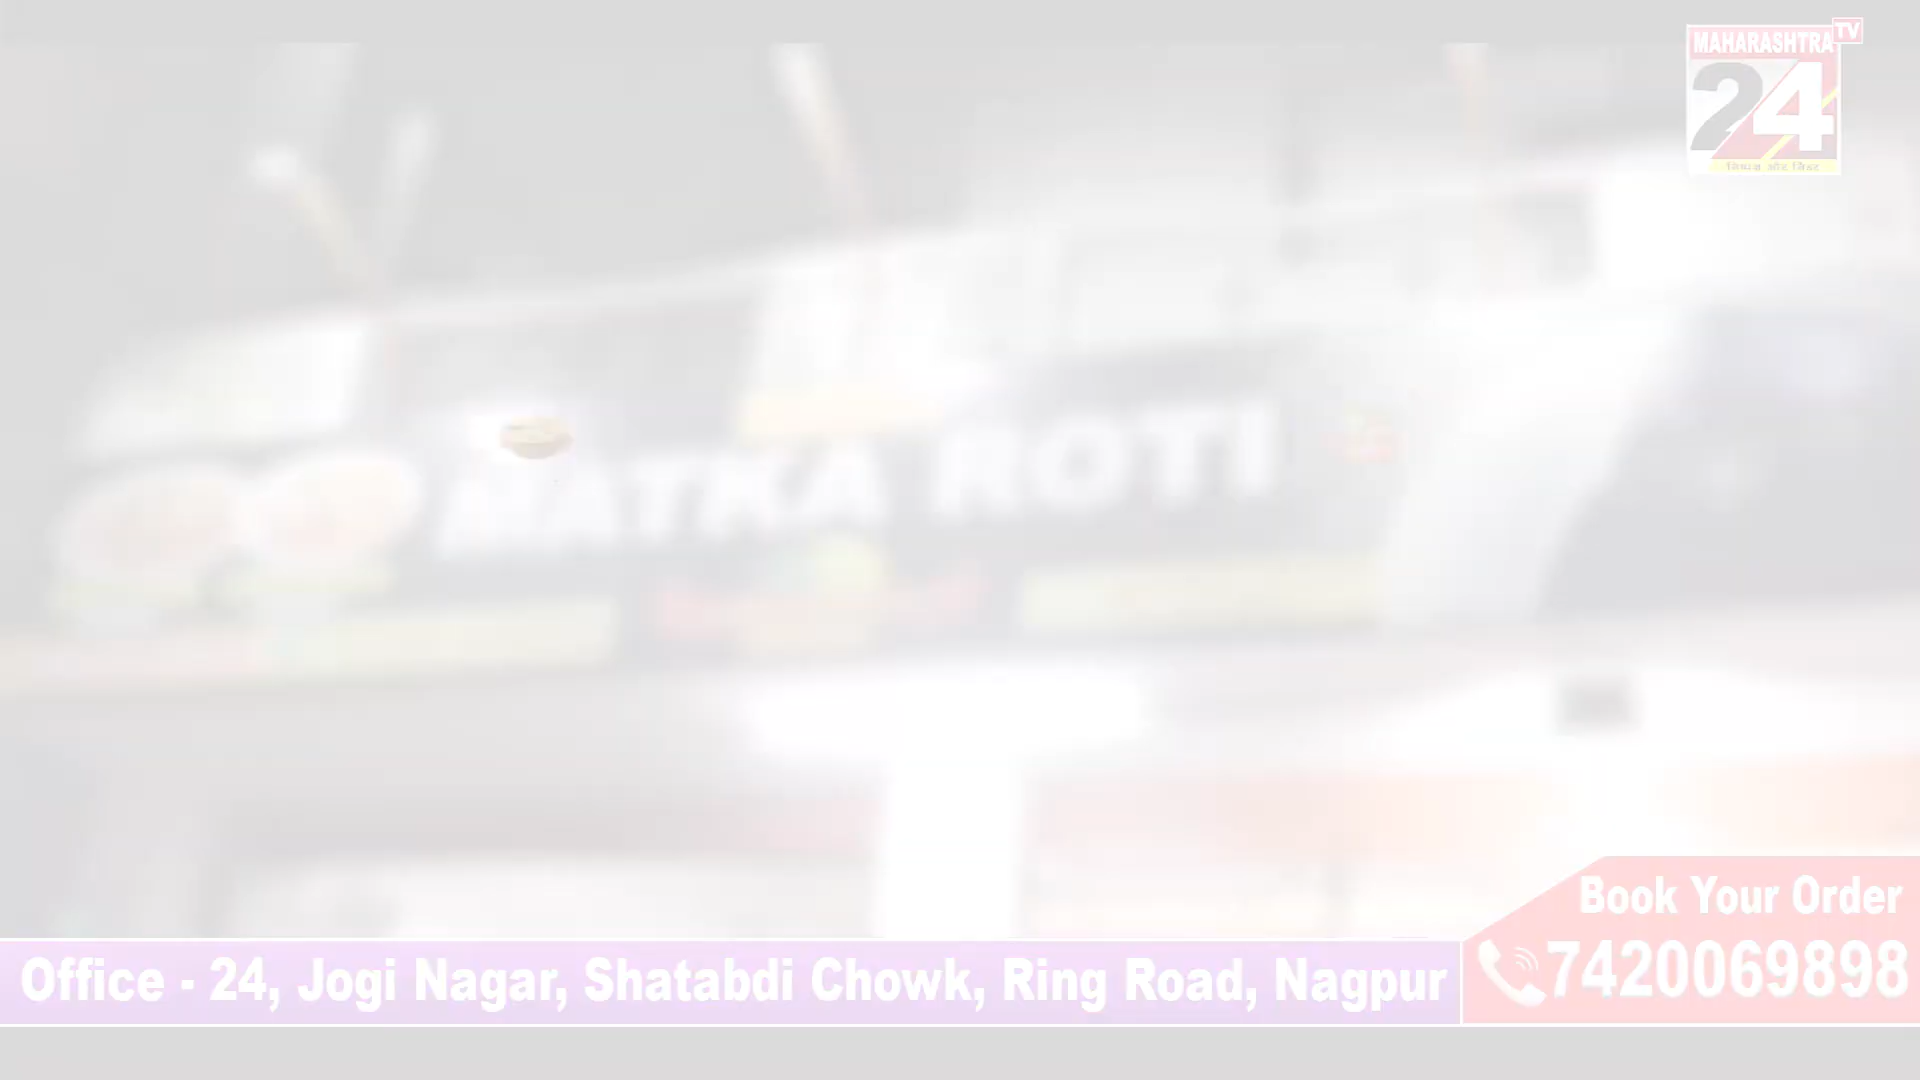 MAHARASHTRA TV
24
MATKA ROTI
Book Your Order
Office - 24, Jogi Nagar, Shatabdi Chowk, Ring Road, Nagpur
7420069898